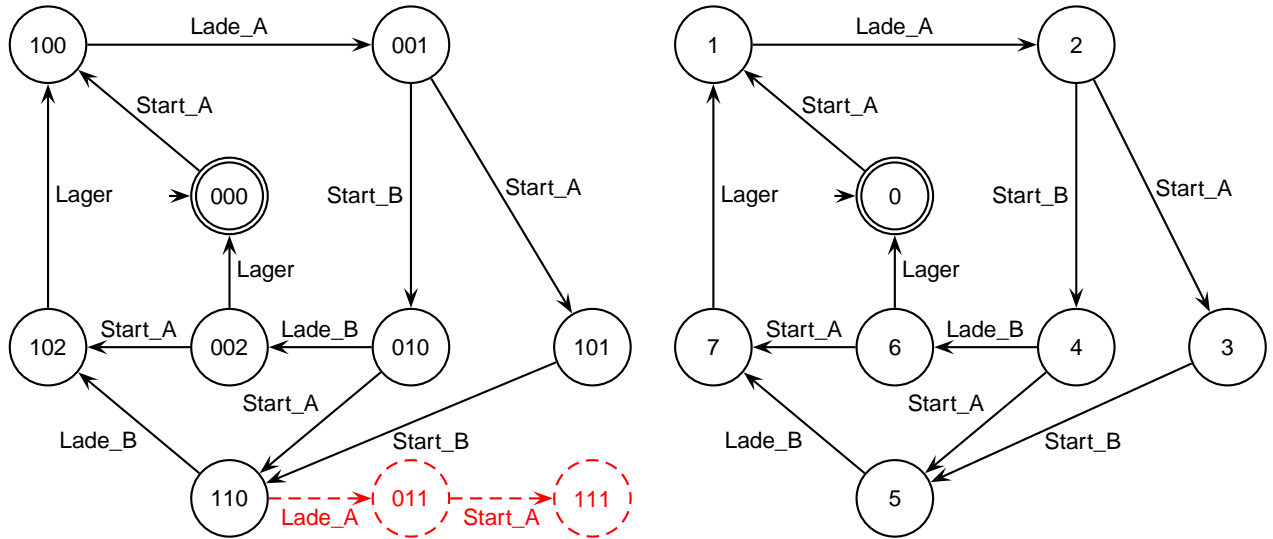 100
Lade_A
001
1
Lade_A
2
Start_A
Start_A
000
Lager
Start_B
Start_A
0
Lager
Start_B
Start_A
Lager
Lager
102
Start_A
002
Lade_B
010
101
7
Start_A
6
Lade_B
4
3
Start_A
Start_A
Lade_B
Start_B
Lade_B
Start_B
110
Lade_A
011
Start_A
111
5